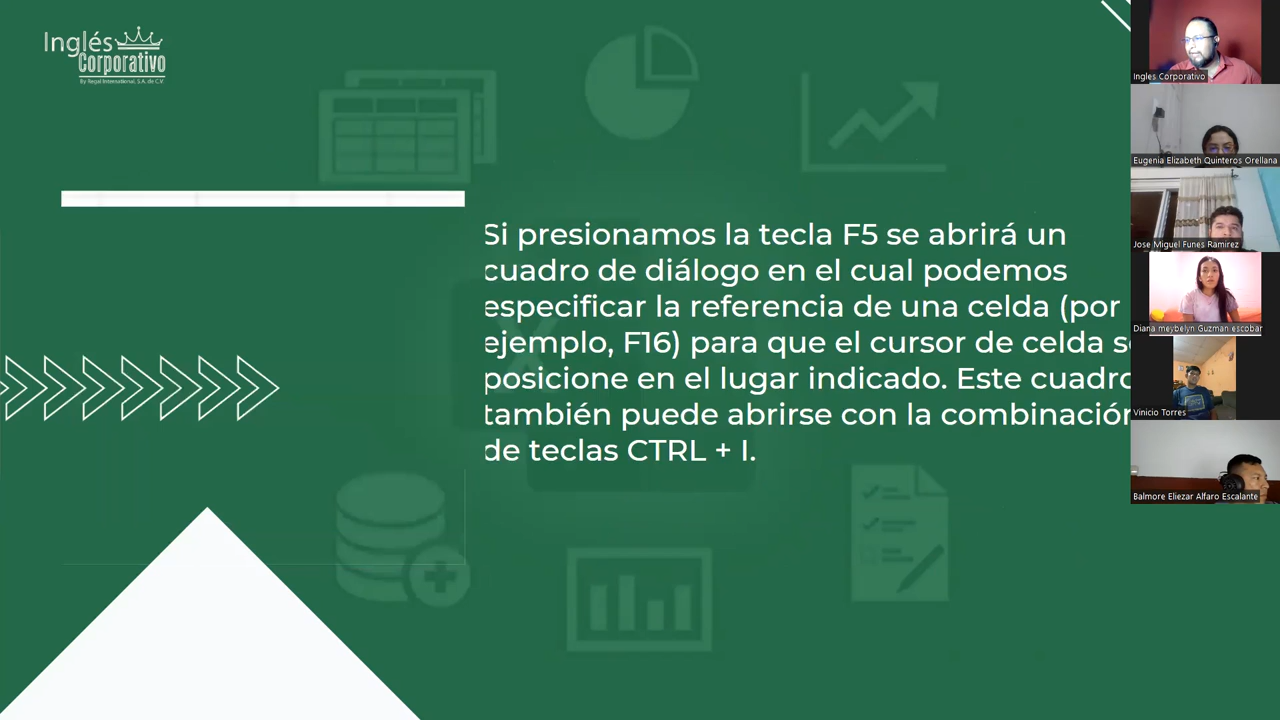 Inglés
Corporativo
By Regal International, S.A. de C.V.
Si presionamos la tecla F5 se abrirá un
cuadro de diálogo en el cual podemos
especificar la referencia de una celda (por
ejemplo, F16) para que el cursor de celda s
posicione en el lugar indicado. Este cuadro
también puede abrirse con la combinación
de teclas CTRL + I.
Ingles Corporativo
Eugenia Elizabeth Quinteros Orellana
Jose Miguel Funes Ramirez
Diana meybelyn Guzman escobar
Vinicio Torres
Balmore Eliezar Alfaro Escalante